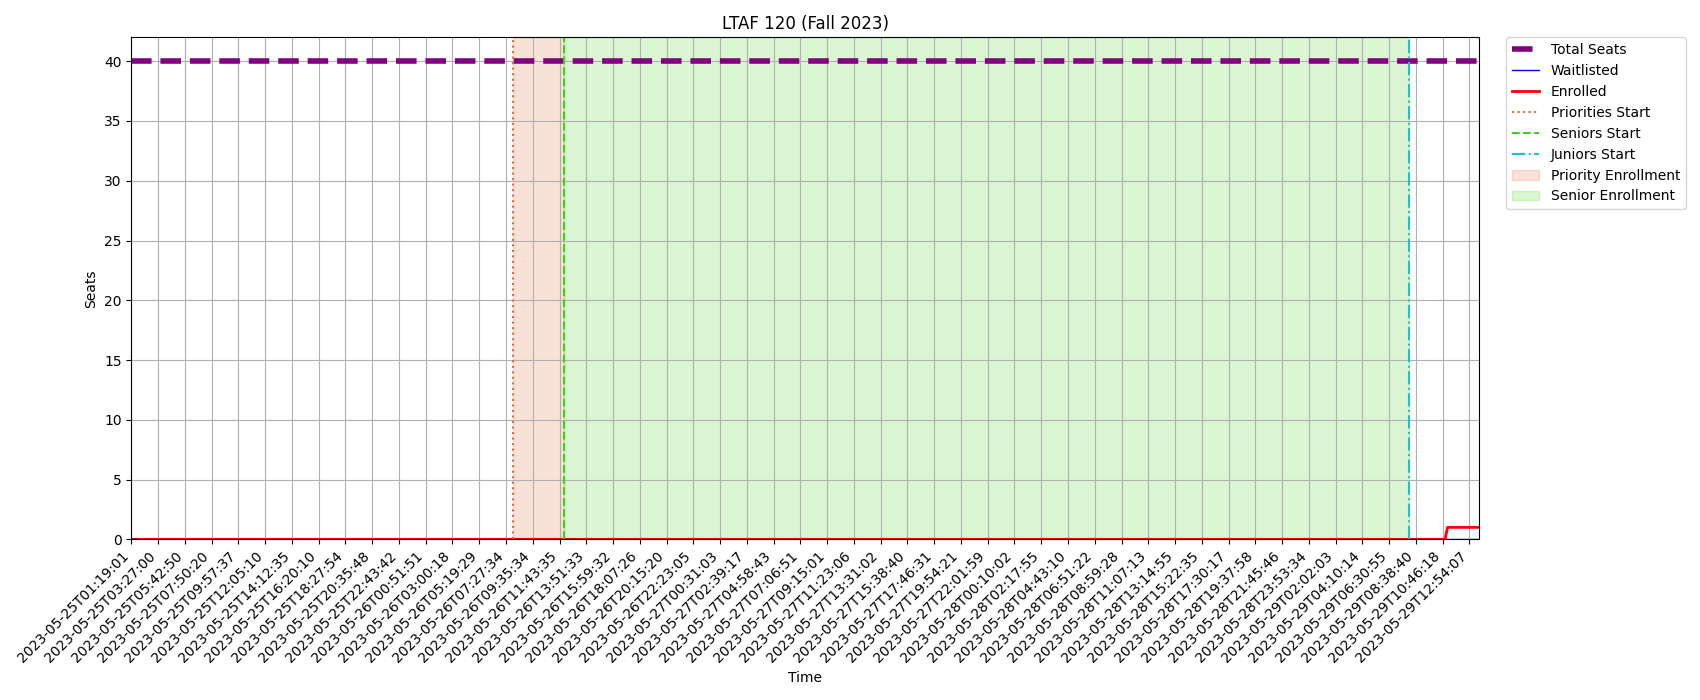 LTAF 120 (Fall 2023)
Total Seats
Waitlisted
Enrolled
Priorities Start
Seniors Start
Juniors Start
Priority Enrollment
Senior Enrollment
Seats
40
35
30
25
20
15
10
5
0
2023-05-25T01:19:01
2023-05-25T03:27:00
2023-05-25T05:42:50
2023-05-25T07:50:20
2023-05-25T09:57:37
2023-05-25T12:05:10
2023-05-25T14:12:35
2023-05-25T16:20:10
2023-05-25T18:27:54
2023-05-25T20:35:48
2023-05-25T22:43:42
2023-05-26T00:51:51
2023-05-26T03:00:18
2023-05-26T05:19:29
2023-05-26T07:27:34
2023-05-26T09:35:34
2023-05-26T11:43:35
2023-05-26T13:51:33
2023-05-26T15:59:32
2023-05-26T18:07:26
2023-05-26T20:15:20
2023-05-26T22:23:05
2023-05-27T00:31:03
2023-05-27T02:39:17
2023-05-27T04:58:43
2023-05-27T07:06:51
2023-05-27T09:15:01
2023-05-27T11:23:06
2023-05-27T13:31:02
2023-05-27T15:38:40
2023-05-27T17:46:31
2023-05-27T19:54:21
2023-05-27T22:01:59
2023-05-28T00:10:02
2023-05-28T02:17:55
2023-05-28T04:43:10
2023-05-28T06:51:22
2023-05-28T08:59:28
2023-05-28T11:07:13
2023-05-28T13:14:55
2023-05-28T15:22:35
2023-05-28T17:30:17
2023-05-28T19:37:58
2023-05-28T21:45:46
2023-05-28T23:53:34
2023-05-29T02:02:03
2023-05-29T04:10:14
2023-05-29T06:30:55
2023-05-29T08:38:40
2023-05-29T10:46:18
2023-05-29T12:54:07
Time